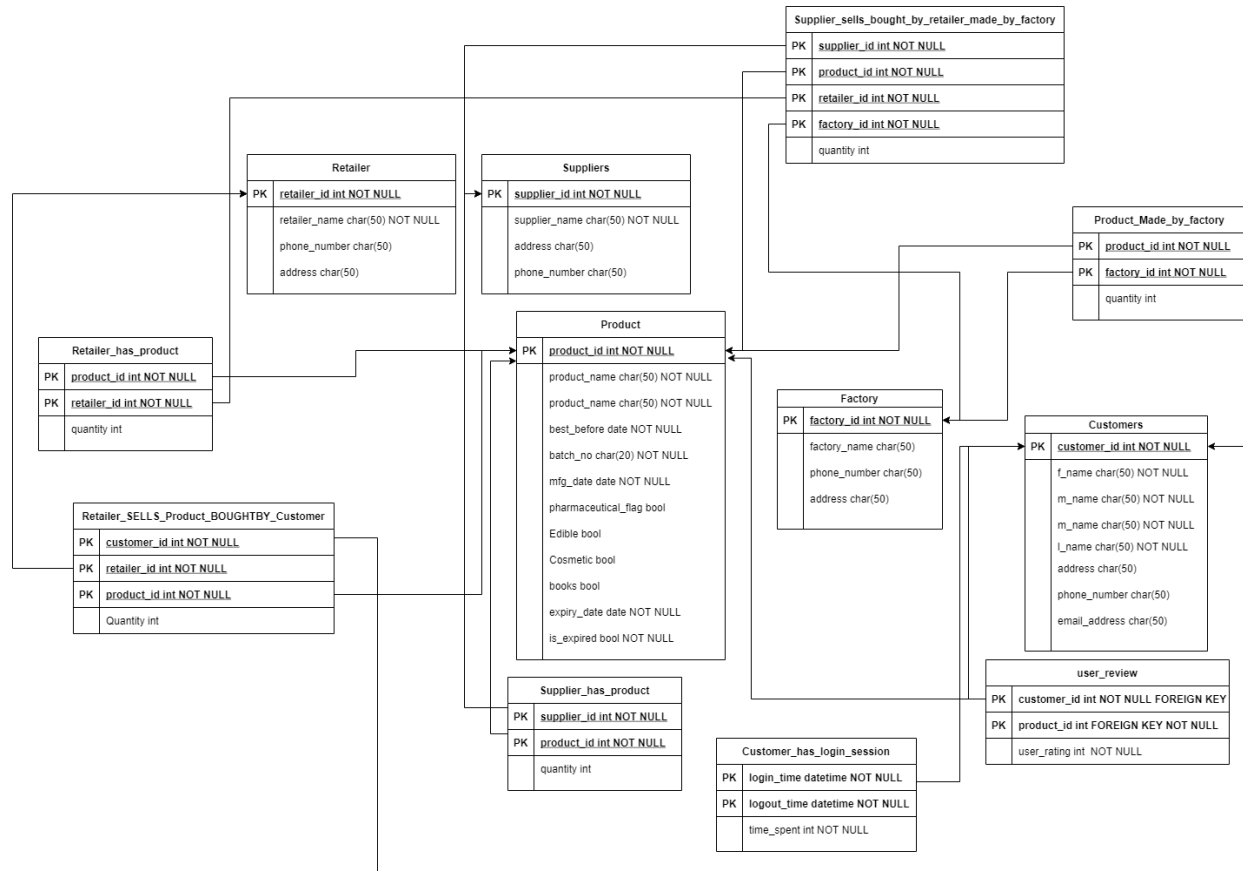 Supplier_sells_bought_by_retailer_made_by_factory
PK supplier_id int NOT NULL
PK product_id int NOT NULL
PK retailer_id int NOT NULL
PK factory_id int NOT NULL
quantity int
Retailer
PK retailer_id int NOT NULL
retailer_name char(50) NOT NULL
phone_number char(50)
address char(50)
Suppliers
PK supplier_id int NOT NULL
supplier_name char(50) NOT NULL
address char(50)
phone_number char(50)
Product_Made_by_factory
PK product_id int NOT NULL
PK factory_id int NOT NULL
quantity int
Retailer_has_product
PK product_id int NOT NULL
PK retailer_id int NOT NULL
quantity int
Product
PK product_id int NOT NULL
product_name char(50) NOT NULL
product_name char(50) NOT NULL
best_before date NOT NULL
batch_no char(20) NOT NULL
mfg_date date NOT NULL
pharmaceutical_flag bool
Edible bool
Cosmetic bool
books bool
expiry_date date NOT NULL
is_expired bool NOT NULL
Factory
PK factory_id int NOT NULL
factory_name char(50)
phone_number char(50)
address char(50)
Customers
PK customer_id int NOT NULL
f_name char(50) NOT NULL
m_name char(50) NOT NULL
m_name char(50) NOT NULL
l_name char(50) NOT NULL
address char(50)
phone_number char(50)
email_address char(50)
Retailer_SELLS_Product_BOUGHTBY_Customer
PK customer_id int NOT NULL
PK retailer_id int NOT NULL
PK product_id int NOT NULL
Quantity int
Supplier_has_product
PK supplier_id int NOT NULL
PK product_id int NOT NULL
quantity int
user_review
PK customer_id int NOT NULL FOREIGN KEY
PK product_id int FOREIGN KEY NOT NULL
user_rating int NOT NULL
Customer_has_login_session
PK login_time datetime NOT NULL
PK logout_time datetime NOT NULL
time_spent int NOT NULL